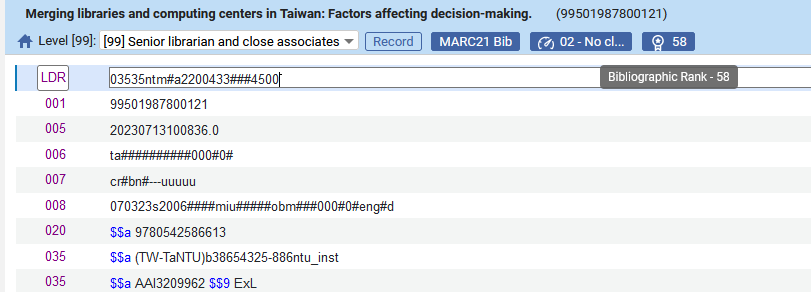 Merging libraries and computing centers in Taiwan: Factors affecting decision-making. (99501987800121)
Level [99]: [99] Senior librarian and close associates Record MARC21 Bib 02 - No cl... 58
Bibliographic Rank - 58
LDR 03535ntm#a2200433###4500
001 99501987800121
005 20230713100836.0
006 ta##########000#0#
007 cr#bn#---uuuuu
008 070323s2006####miu#####obm###000#0#eng#d
020 $$a 9780542586613
035 $$a (TW-TaNTU)b38654325-886ntu_inst
035 $$a AAI3209962 $$9 ExL